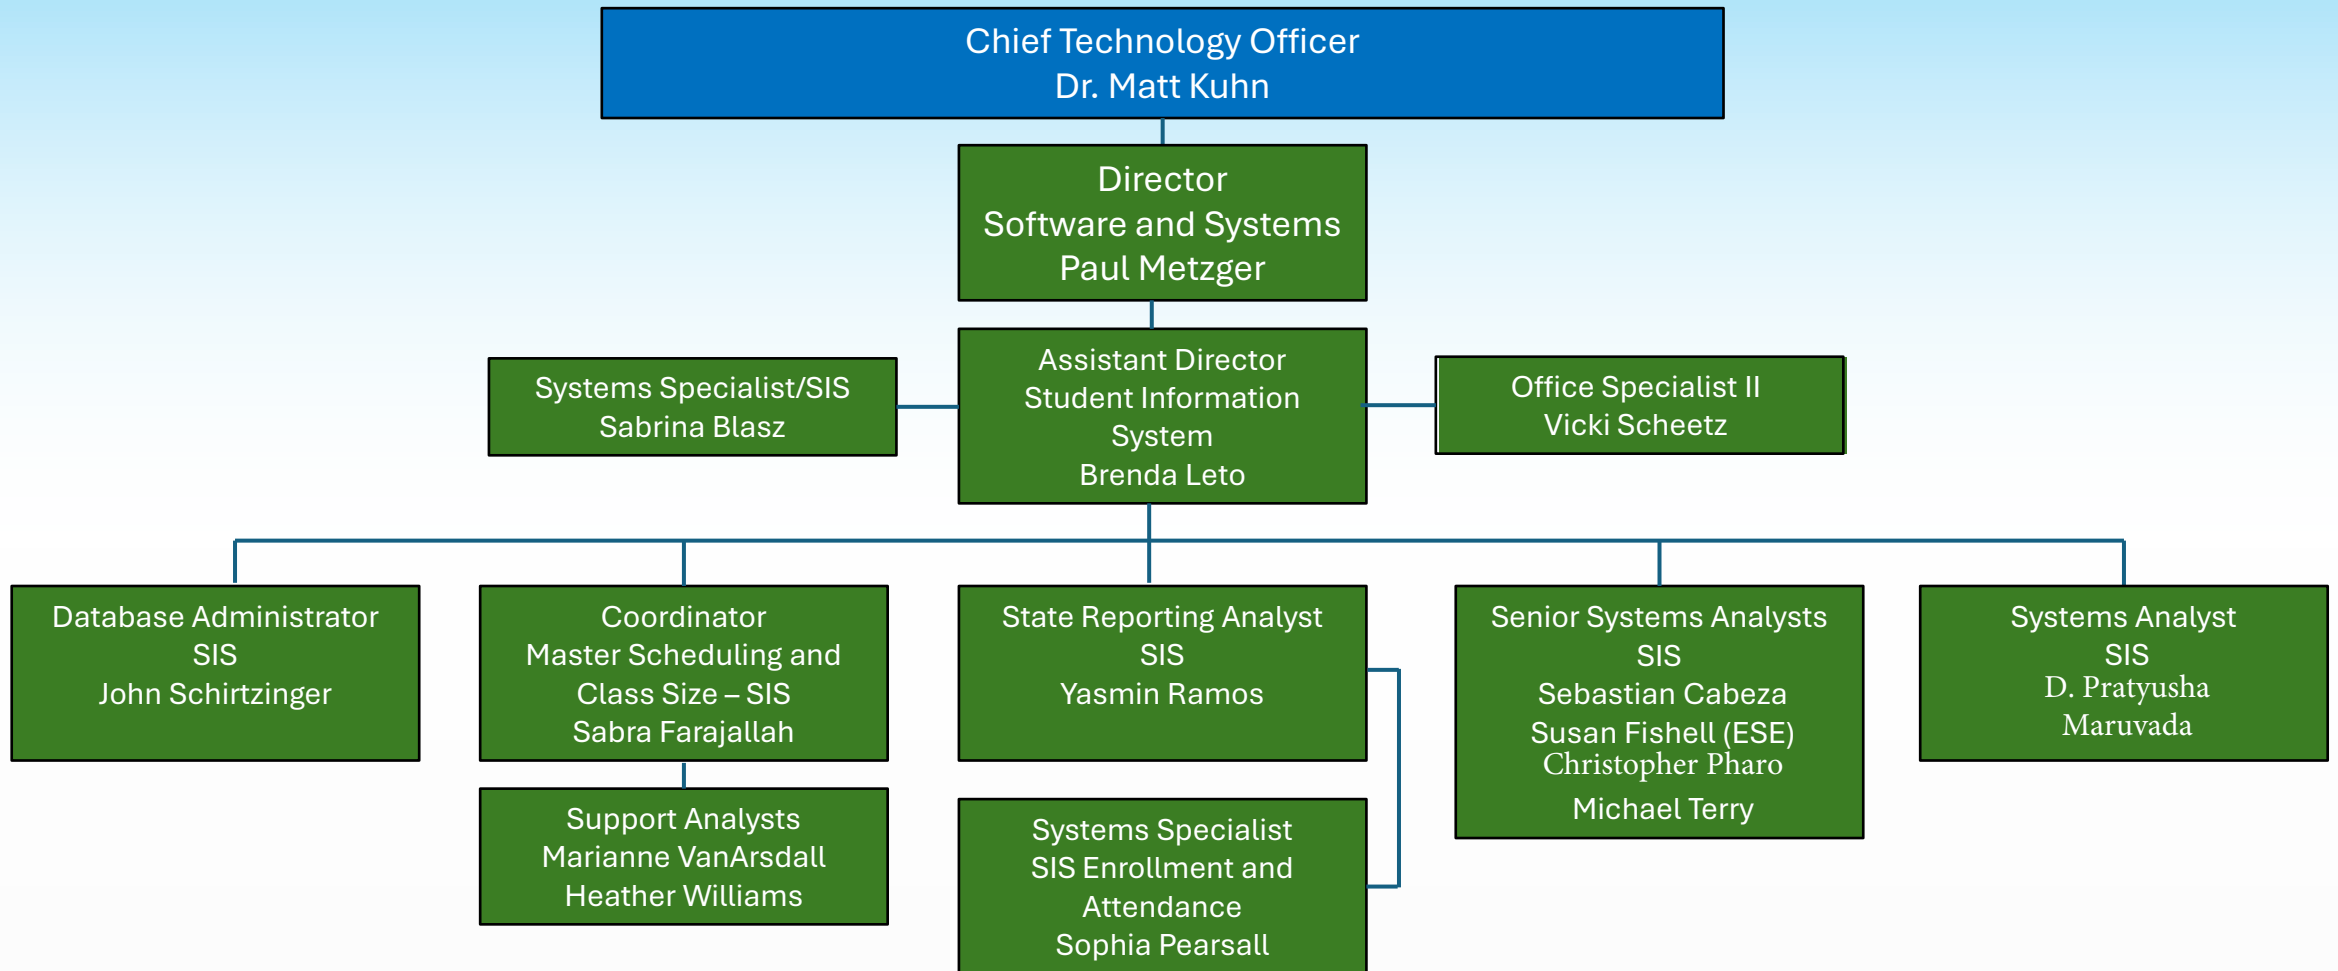 Chief Technology Officer
Dr. Matt Kuhn
Director
Software and Systems
Paul Metzger
Systems Specialist/SIS
Sabrina Blasz
Assistant Director
Student Information
System
Brenda Leto
Office Specialist II
Vicki Scheetz
Database Administrator
SIS
John Schirtzinger
Coordinator
Master Scheduling and
Class Size – SIS
Sabra Farajallah
State Reporting Analyst
SIS
Yasmin Ramos
Senior Systems Analysts
SIS
Sebastian Cabeza
Susan Fishell (ESE)
Christopher Pharo
Michael Terry
Systems Analyst
SIS
D. Pratyusha
Maruvada
Support Analysts
Marianne VanArsdall
Heather Williams
Systems Specialist
SIS Enrollment and
Attendance
Sophia Pearsall